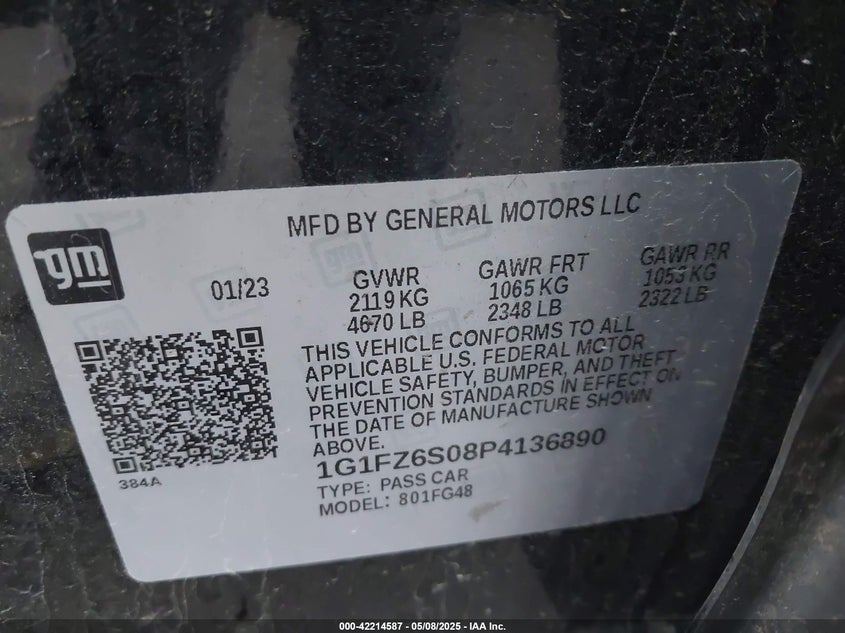 MFD BY GENERAL MOTORS LLC
gm
01/23
GVWR
2119 KG
4670 LB
GAWR FRT
1065 KG
2348 LB
GAWR RR
1053 KG
2322 LB
THIS VEHICLE CONFORMS TO ALL
APPLICABLE U.S. FEDERAL MOTOR
VEHICLE SAFETY, BUMPER, AND THEFT
PREVENTION STANDARDS IN EFFECT ON
THE DATE OF MANUFACTURE SHOWN
ABOVE.
1G1FZ6S08P4136890
TYPE: PASS CAR
MODEL: 801FG48
384A
000-42214587 - 05/08/2025 - IAA Inc.